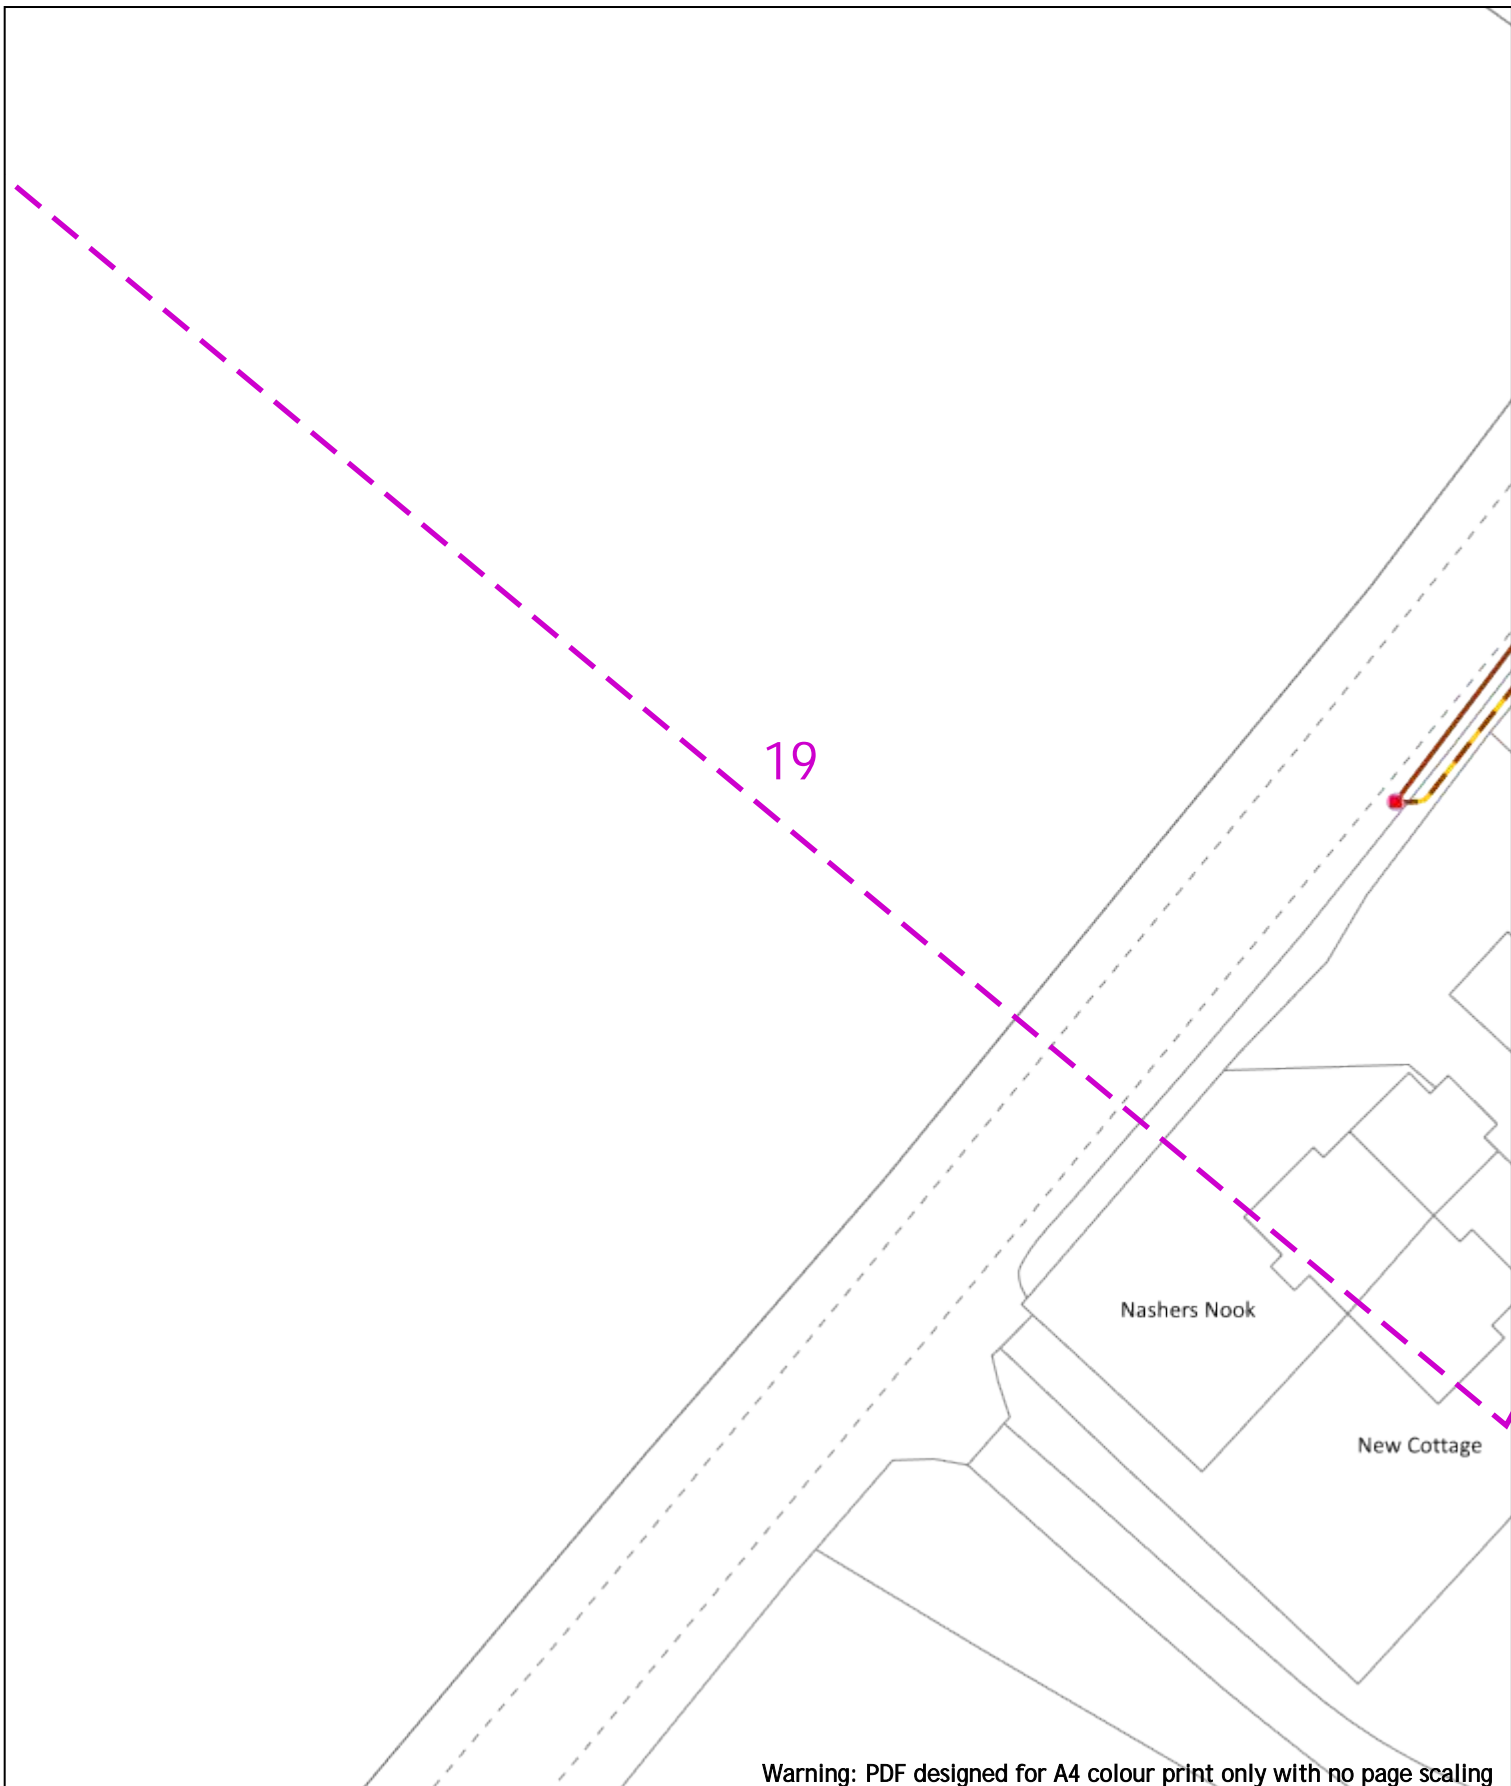 19
Nashers Nook
New Cottage
Warning: PDF designed for A4 colour print only with no page scaling